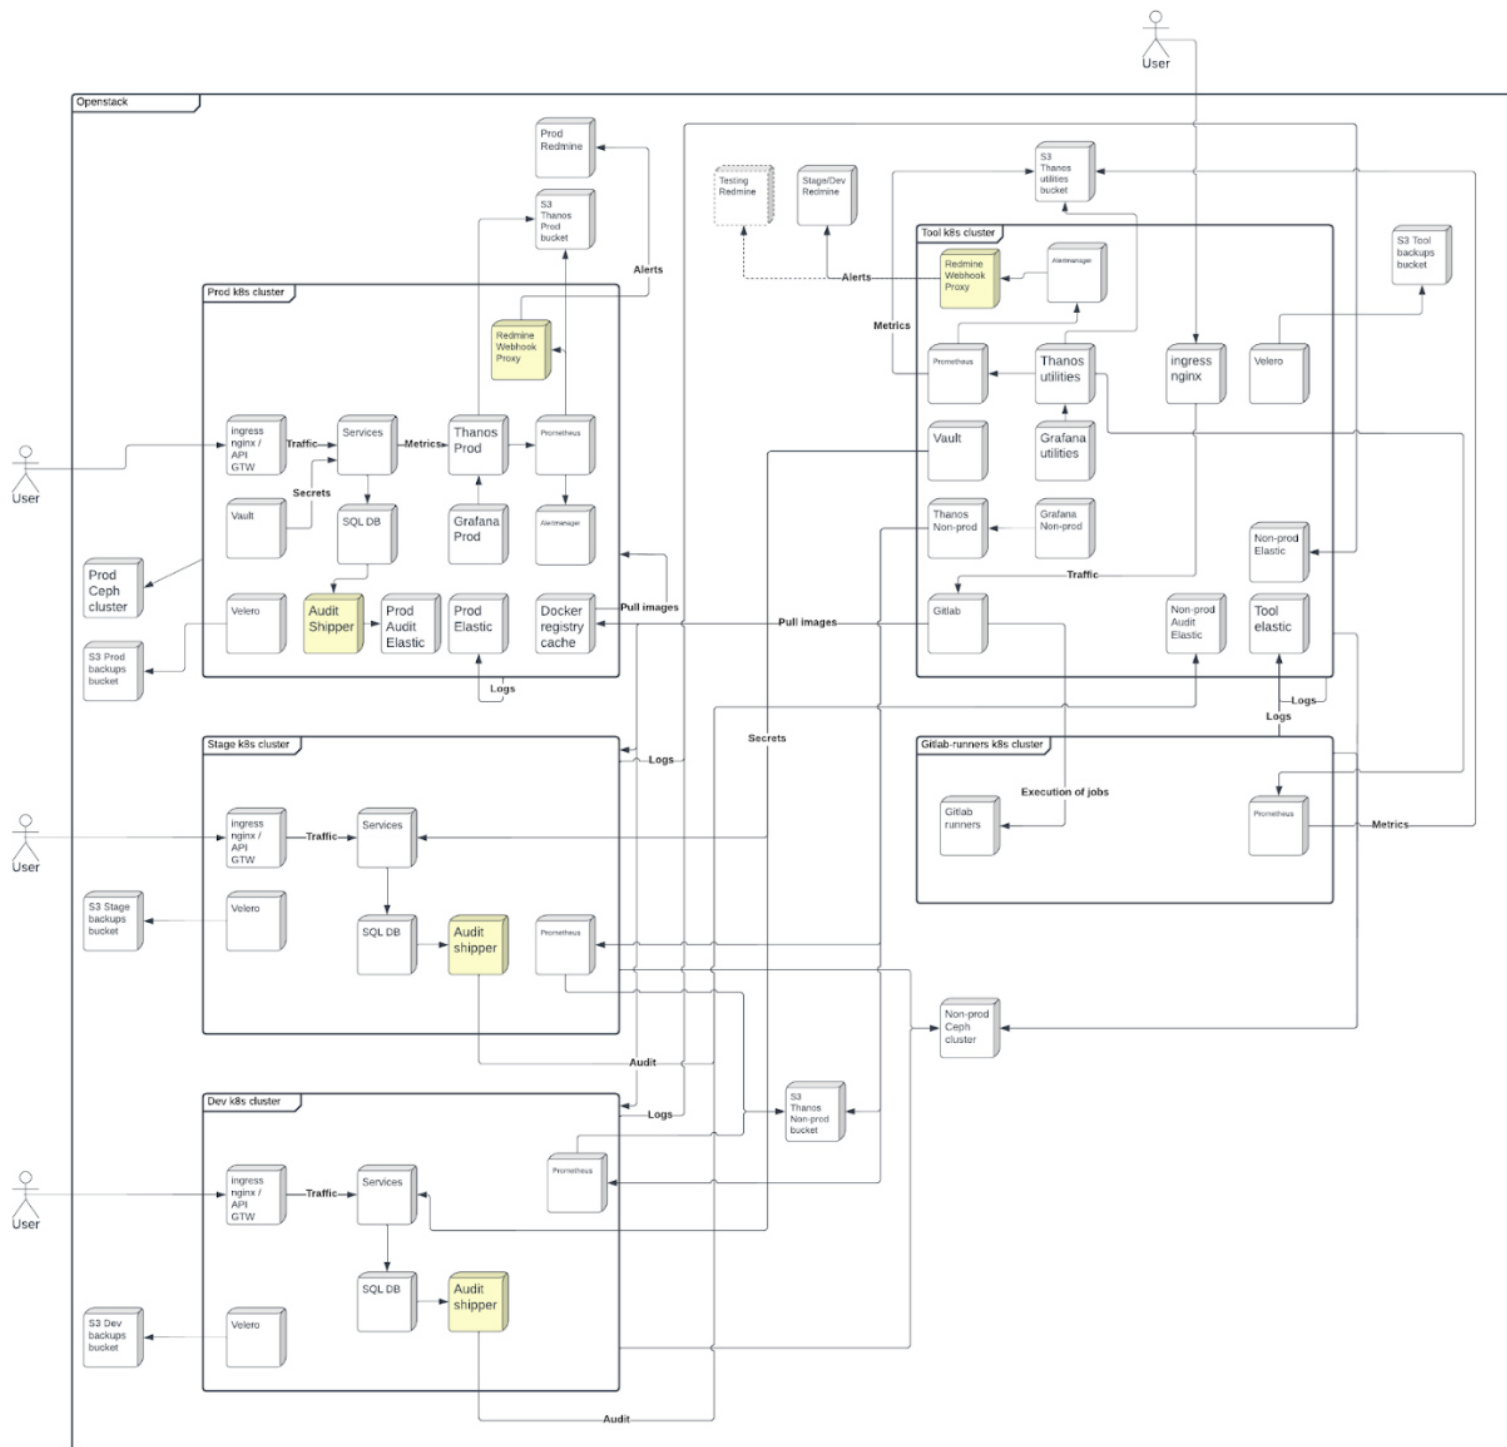 User
Openstack
Prod
Redmine
S3
Thanos
Prod
bucket
Testing
Redmine
Stage/Dev
Redmine
S3
Thanos
utilities
bucket
Alerts
Prod k8s cluster
Redmine
Webhook
Proxy
ingress
nginx /
API
GTW
Traffic
Services
Metrics
Thanos
Prod
Prometheus
Secrets
Vault
SQL DB
Grafana
Prod
Alertmanager
User
Prod
Ceph
cluster
Velero
Audit
Shipper
Prod
Audit
Elastic
Prod
Elastic
Docker
registry
cache
Pull images
S3 Prod
backups
bucket
Logs
Tool k8s cluster
Redmine
Webhook
Proxy
Alertmanager
Alerts
Metrics
S3 Tool
backups
bucket
Prometheus
Thanos
utilities
ingress
nginx
Velero
Vault
Grafana
utilities
Thanos
Non-prod
Grafana
Non-prod
Non-prod
Elastic
Traffic
Gitlab
Pull images
Non-prod
Audit
Elastic
Tool
elastic
Logs
Logs
Secrets
Stage k8s cluster
Logs
ingress
nginx /
API
GTW
Traffic
Services
User
S3 Stage
backups
bucket
Velero
SQL DB
Audit
shipper
Prometheus
Audit
Gitlab-runners k8s cluster
Execution of jobs
Gitlab
runners
Prometheus
Metrics
Non-prod
Ceph
cluster
S3
Thanos
Non-prod
bucket
Dev k8s cluster
Logs
ingress
nginx /
API
GTW
Traffic
Services
Prometheus
User
SQL DB
Audit
shipper
S3 Dev
backups
bucket
Velero
Audit